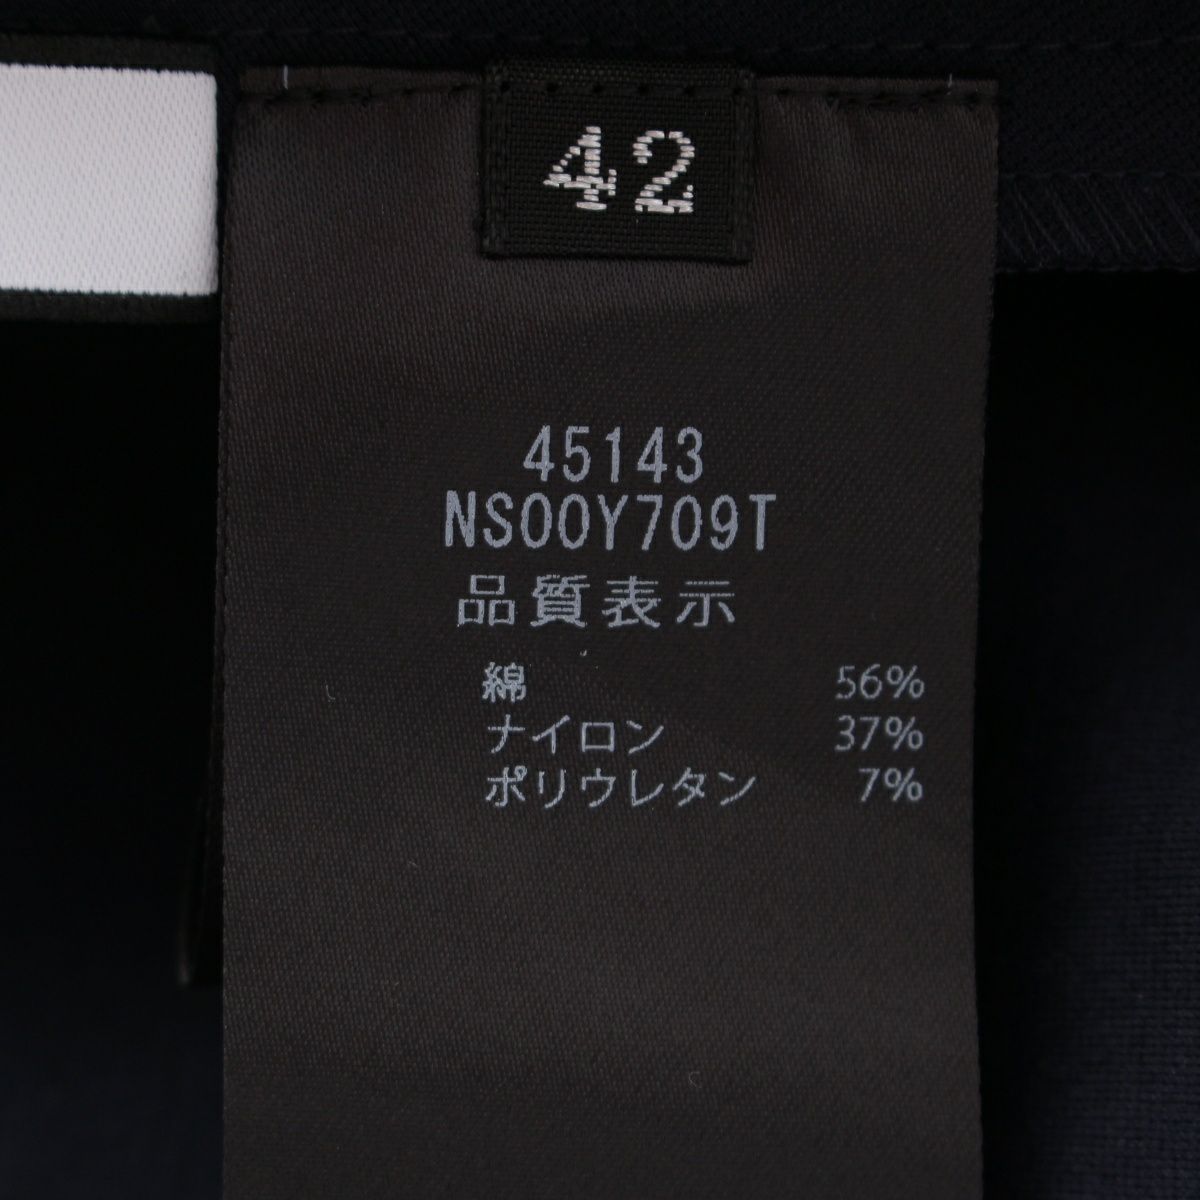 42
45143
NS00Y709T
品質表示
綿 56%
ナイロン 37%
ポリウレタン 7%